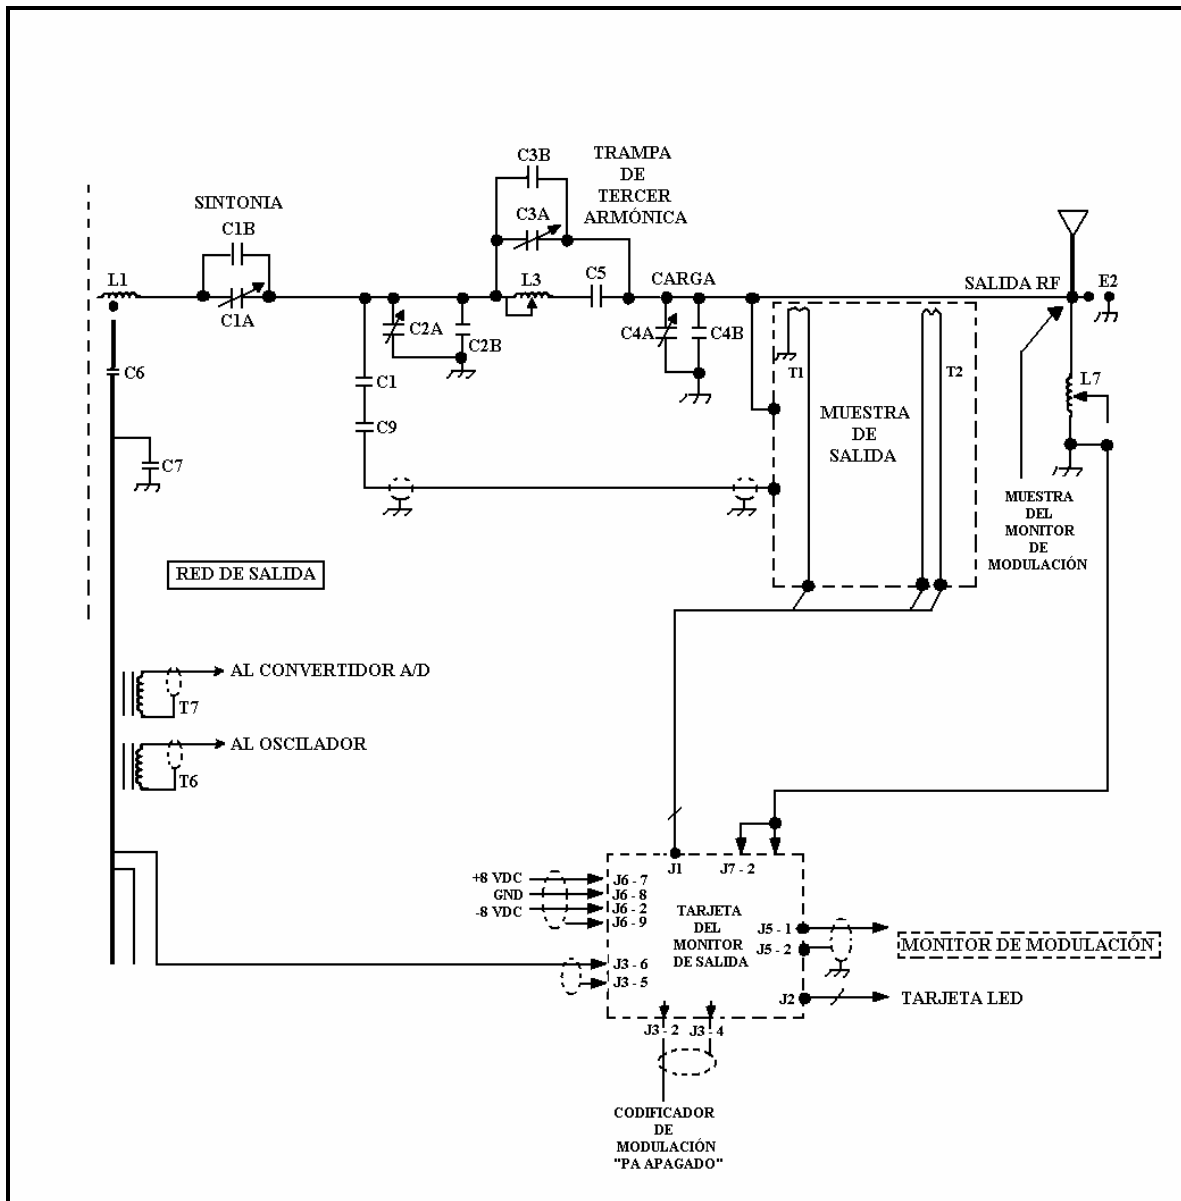 C3B
TRAMPA
DE
TERCER
ARMÓNICA
SINTONIA
C1B
C3A
L1
L3
C5
CARGA
SALIDA RF
E2
C1A
C2A
C2B
C4A
C4B
C6
C1
T1
T2
L7
C9
MUESTRA
DE
SALIDA
C7
MUESTRA
DEL
MONITOR
DE
MODULACIÓN
RED DE SALIDA
AL CONVERTIDOR A/D
T7
AL OSCILADOR
T6
J1
J7 - 2
+8 VDC
J6 - 7
GND
J6 - 8
-8 VDC
J6 - 2
J6 - 9
TARJETA
DEL
MONITOR
DE SALIDA
J5 - 1
J5 - 2
MONITOR DE MODULACIÓN
J3 - 6
J3 - 5
J2
TARJETA LED
J3 - 2
J3 - 4
CODIFICADOR
DE
MODULACIÓN
"PA APAGADO"